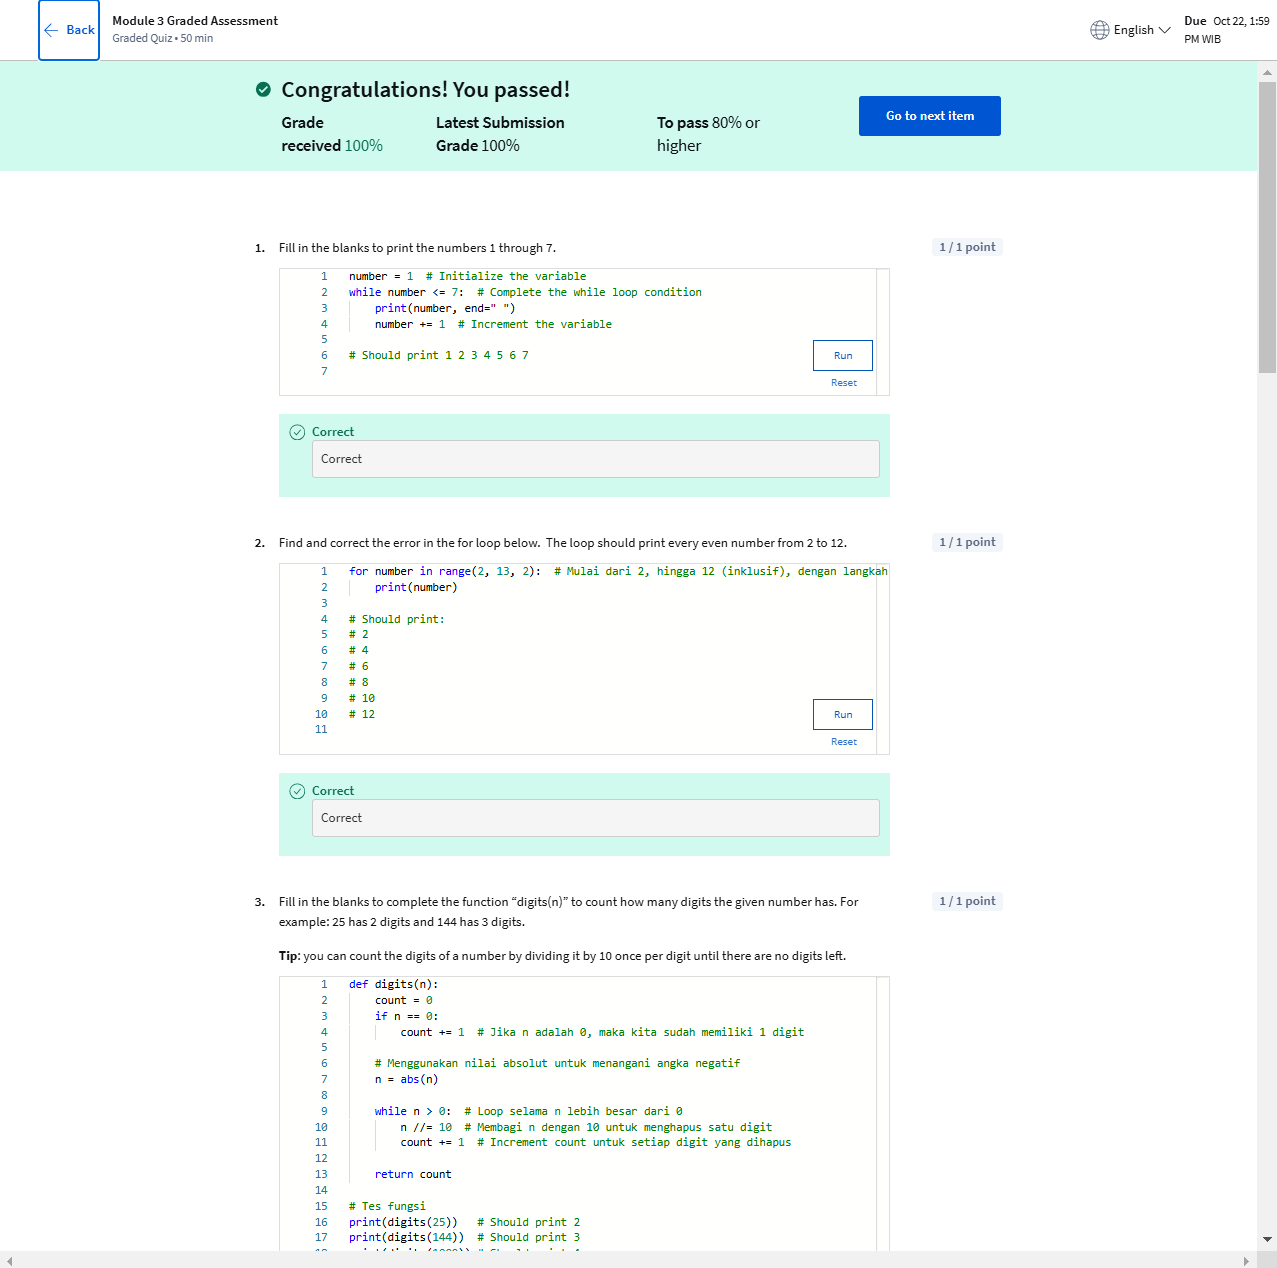 Back
Module 3 Graded Assessment
Graded Quiz • 50 min
English
Due Oct 22, 1:59
PM WIB
Congratulations! You passed!
Grade
received 100%
Latest Submission
Grade 100%
To pass 80% or
higher
Go to next item
1. Fill in the blanks to print the numbers 1 through 7.
1 / 1 point
1 number = 1 # Initialize the variable
2 while number <= 7: # Complete the while loop condition
3 print(number, end=" ")
4 number += 1 # Increment the variable
5
6 # Should print 1 2 3 4 5 6 7
7
Run
Reset
Correct
Correct
2. Find and correct the error in the for loop below. The loop should print every even number from 2 to 12.
1 / 1 point
1 for number in range(2, 13, 2): # Mulai dari 2, hingga 12 (inklusif), dengan langkah
2 print(number)
3
4 # Should print:
5 # 2
6 # 4
7 # 6
8 # 8
9 # 10
10 # 12
11
Run
Reset
Correct
Correct
3. Fill in the blanks to complete the function “digits(n)” to count how many digits the given number has. For
example: 25 has 2 digits and 144 has 3 digits.
1 / 1 point
Tip: you can count the digits of a number by dividing it by 10 once per digit until there are no digits left.
1 def digits(n):
2 count = 0
3 if n == 0:
4 count += 1 # Jika n adalah 0, maka kita sudah memiliki 1 digit
5
6 # Menggunakan nilai absolut untuk menangani angka negatif
7 n = abs(n)
8
9 while n > 0: # Loop selama n lebih besar dari 0
10 n //= 10 # Membagi n dengan 10 untuk menghapus satu digit
11 count += 1 # Increment count untuk setiap digit yang dihapus
12
13 return count
14
15 # Tes fungsi
16 print(digits(25)) # Should print 2
17 print(digits(144)) # Should print 3